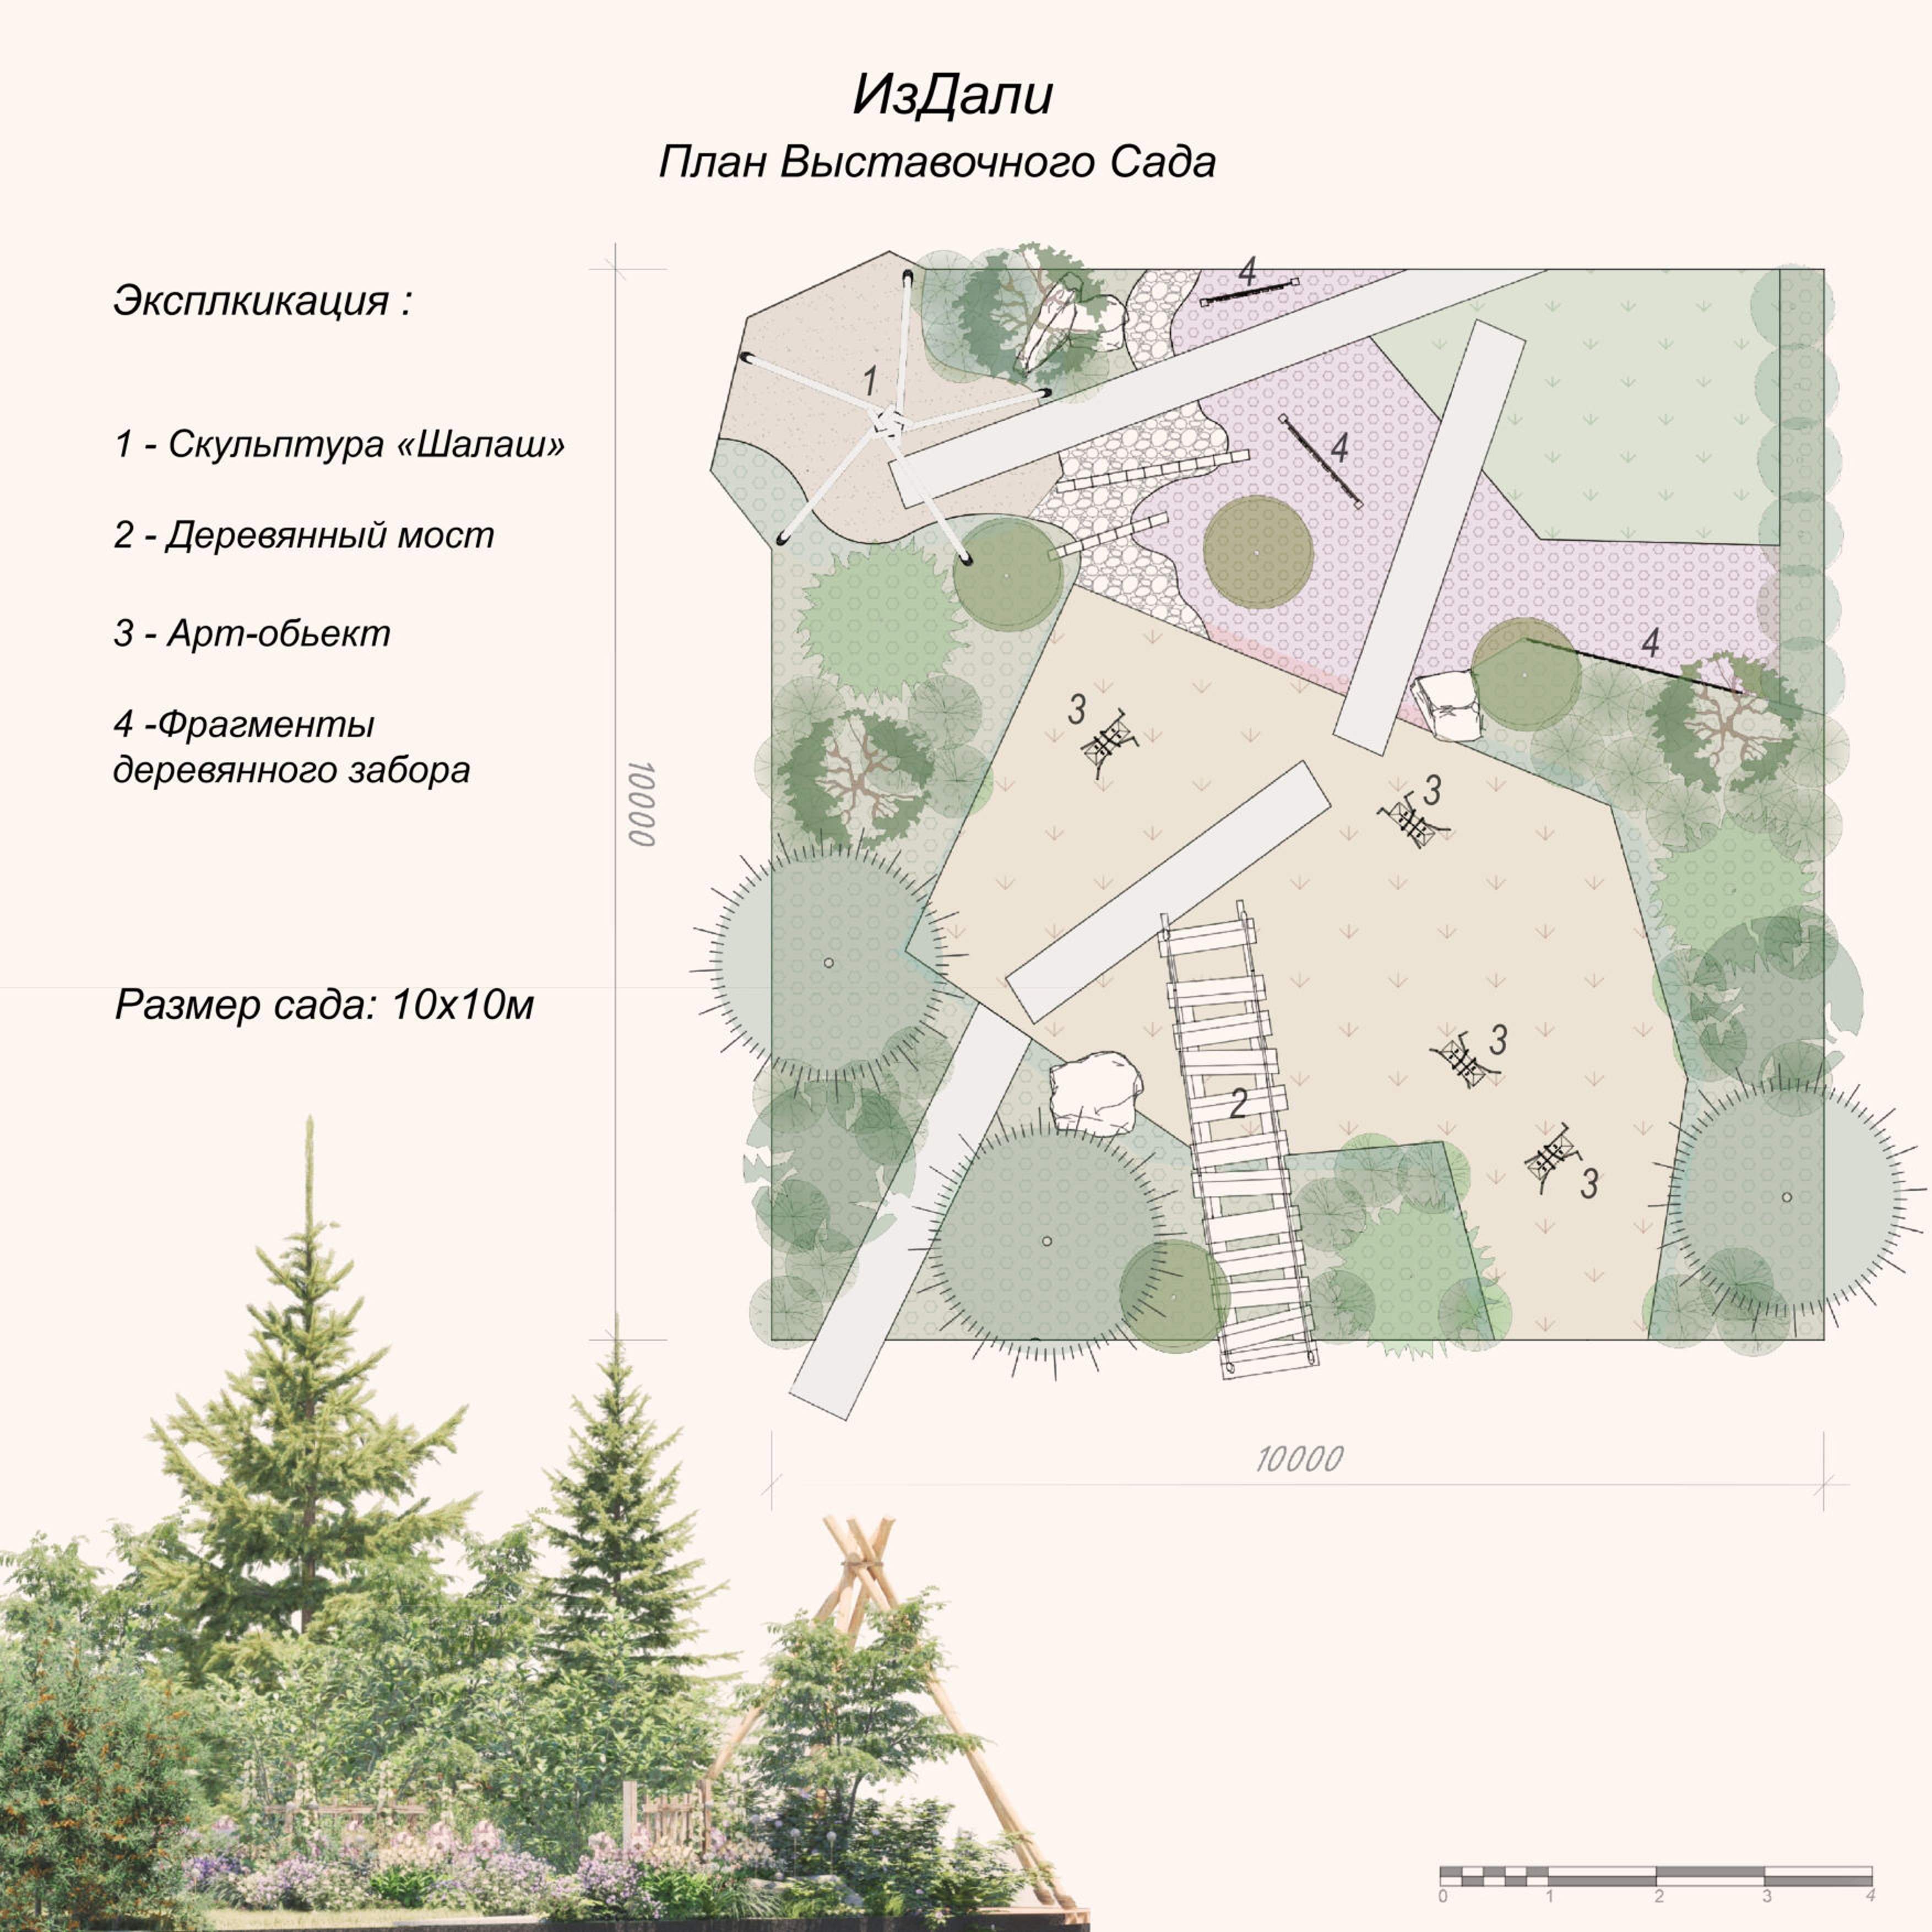 ИзДали
План Выставочного Сада
Эксплкикация :
1 - Скульптура «Шалаш»
2 - Деревянный мост
3 - Арт-обьект
4 -Фрагменты
деревянного забора
Размер сада: 10х10м
10000
4
1
4
4
3
3
3
2
3
10000
0 1 2 3 4